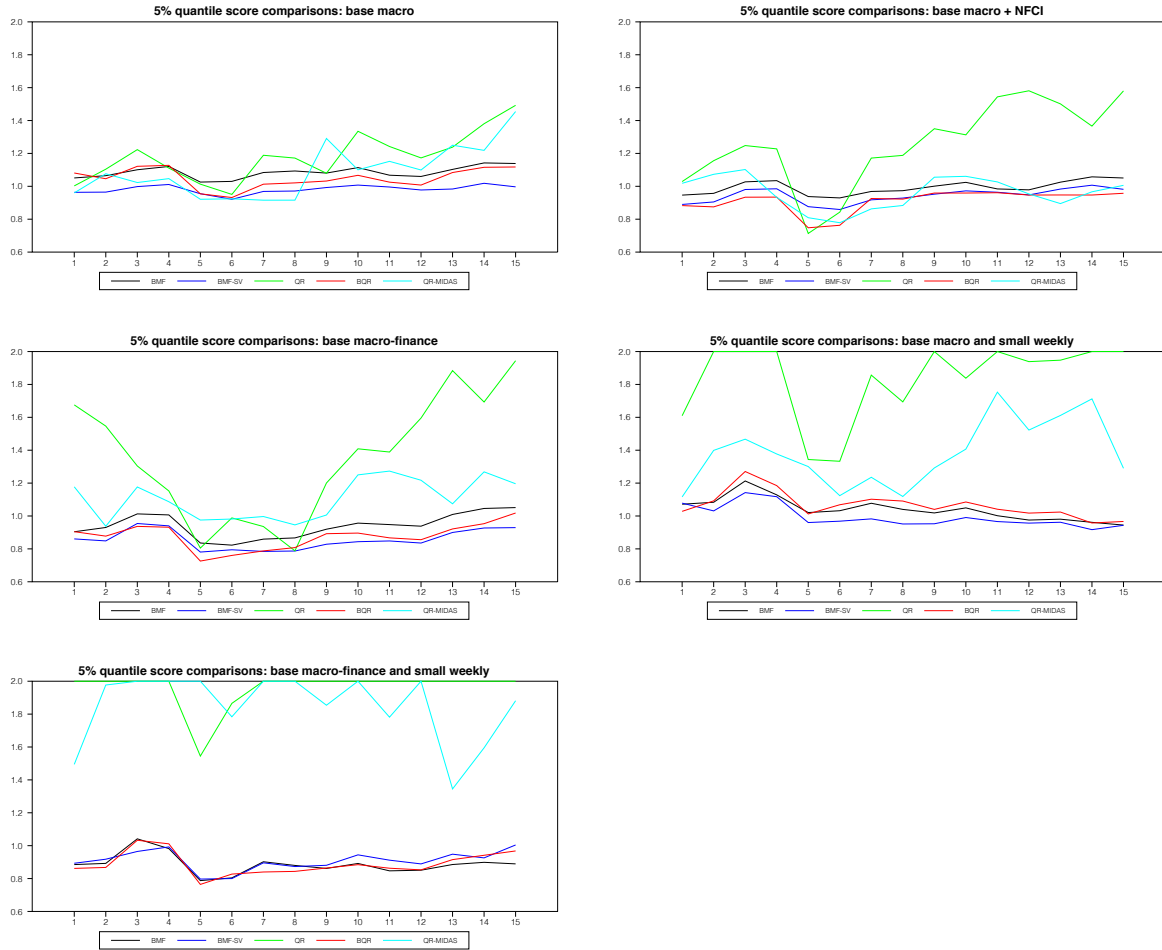 5% quantile score comparisons: base macro
2.0
1.8
1.6
1.4
1.2
1.0
0.8
0.6
1 2 3 4 5 6 7 8 9 10 11 12 13 14 15
BMF BMF-SV QR BQR QR-MIDAS
5% quantile score comparisons: base macro + NFCI
2.0
1.8
1.6
1.4
1.2
1.0
0.8
0.6
1 2 3 4 5 6 7 8 9 10 11 12 13 14 15
BMF BMF-SV QR BQR QR-MIDAS
5% quantile score comparisons: base macro-finance
2.0
1.8
1.6
1.4
1.2
1.0
0.8
0.6
1 2 3 4 5 6 7 8 9 10 11 12 13 14 15
BMF BMF-SV QR BQR QR-MIDAS
5% quantile score comparisons: base macro and small weekly
2.0
1.8
1.6
1.4
1.2
1.0
0.8
0.6
1 2 3 4 5 6 7 8 9 10 11 12 13 14 15
BMF BMF-SV QR BQR QR-MIDAS
5% quantile score comparisons: base macro-finance and small weekly
2.0
1.8
1.6
1.4
1.2
1.0
0.8
0.6
1 2 3 4 5 6 7 8 9 10 11 12 13 14 15
BMF BMF-SV QR BQR QR-MIDAS